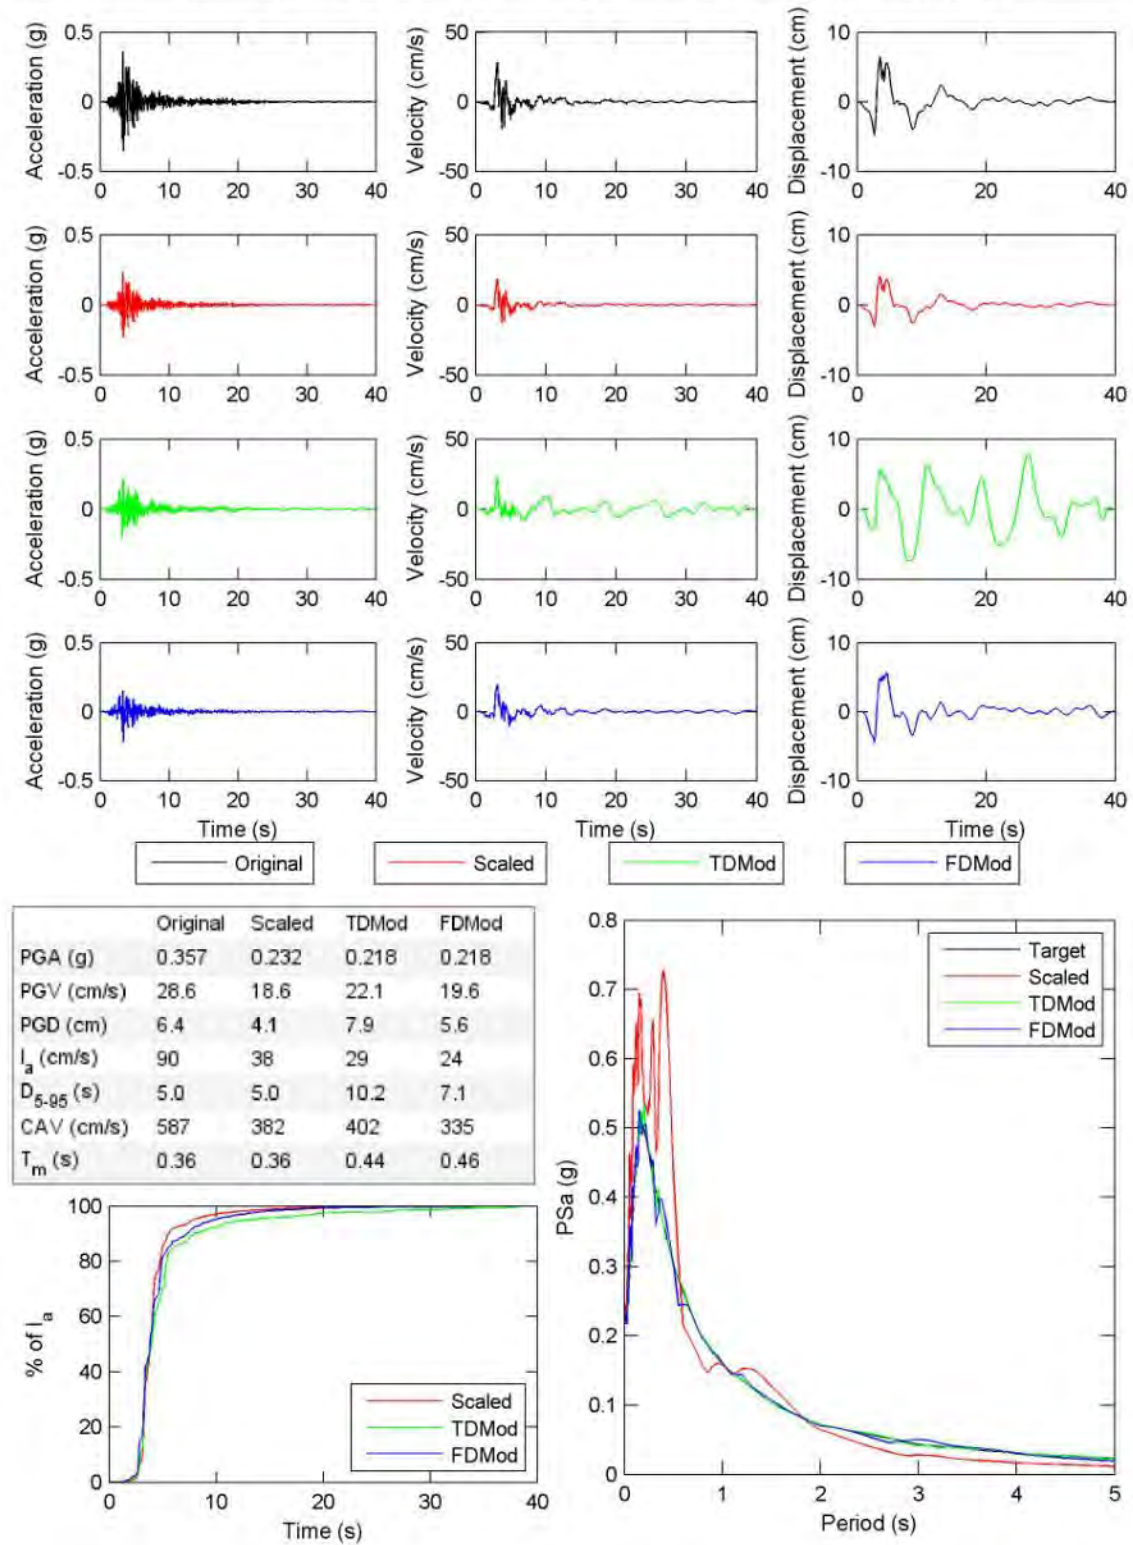 Acceleration (g)
0.5
0
-0.5
0 10 20 30 40
Velocity (cm/s)
50
0
-50
0 10 20 30 40
Displacement (cm)
10
0
-10
0 20 40
Acceleration (g)
0.5
0
-0.5
0 10 20 30 40
Velocity (cm/s)
50
0
-50
0 10 20 30 40
Displacement (cm)
10
0
-10
0 20 40
Acceleration (g)
0.5
0
-0.5
0 10 20 30 40
Velocity (cm/s)
50
0
-50
0 10 20 30 40
Displacement (cm)
10
0
-10
0 20 40
Acceleration (g)
0.5
0
-0.5
0 10 20 30 40
Time (s)
Velocity (cm/s)
50
0
-50
0 10 20 30 40
Time (s)
Displacement (cm)
10
0
-10
0 20 40
Time (s)
Original
Scaled
TDMod
FDMod
Original Scaled TDMod FDMod
PGA (g) 0.357 0.232 0.218 0.218
PGV (cm/s) 28.6 18.6 22.1 19.6
PGD (cm) 6.4 4.1 7.9 5.6
Ia (cm/s) 90 38 29 24
D5-95 (s) 5.0 5.0 10.2 7.1
CAV (cm/s) 587 382 402 335
Tm (s) 0.36 0.36 0.44 0.46
% of Ia
100
80
60
40
20
0
0 10 20 30 40
Time (s)
Scaled
TDMod
FDMod
PSa (g)
0.8
0.7
0.6
0.5
0.4
0.3
0.2
0.1
0
0 1 2 3 4 5
Period (s)
Target
Scaled
TDMod
FDMod